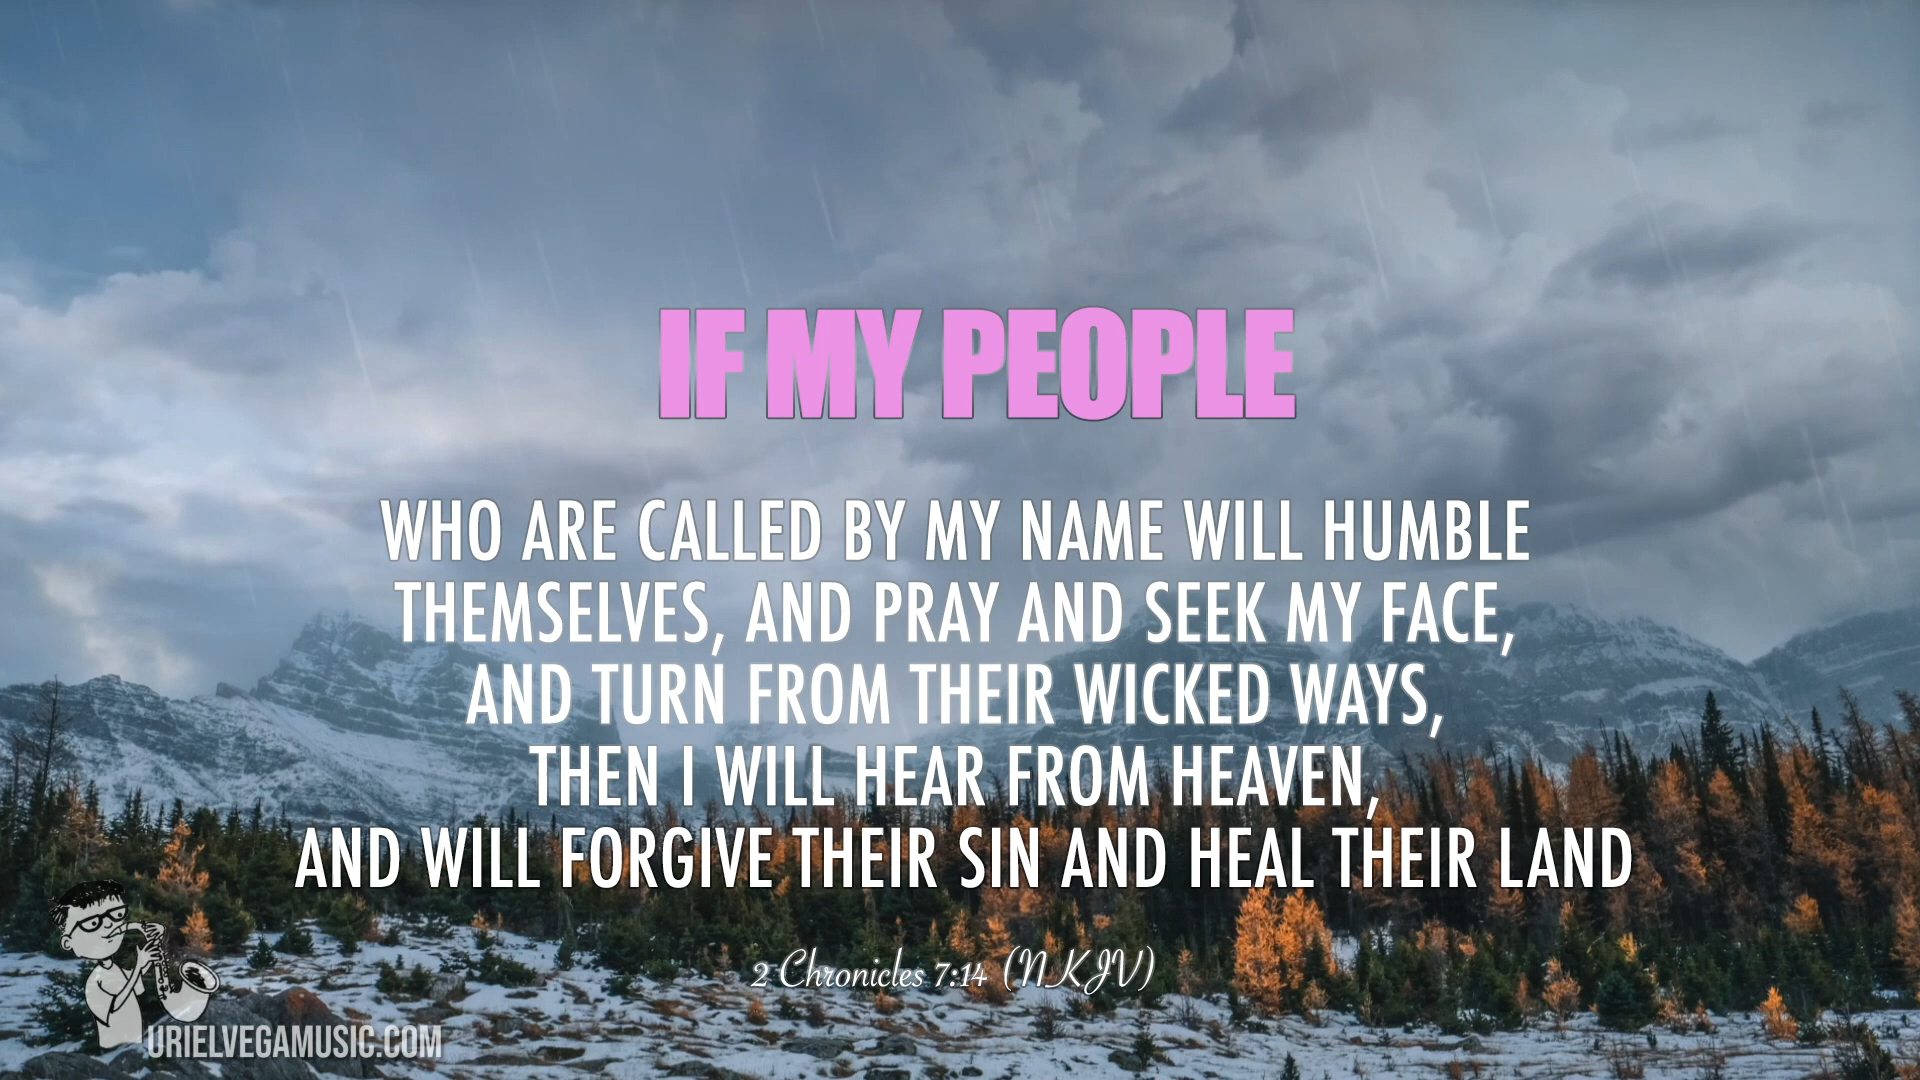 IF MY PEOPLE
WHO ARE CALLED BY MY NAME WILL HUMBLE
THEMSELVES, AND PRAY AND SEEK MY FACE,
AND TURN FROM THEIR WICKED WAYS,
THEN I WILL HEAR FROM HEAVEN,
AND WILL FORGIVE THEIR SIN AND HEAL THEIR LAND
2 Chronicles 7:14 (NKJV)
URIELVEGAMUSIC.COM